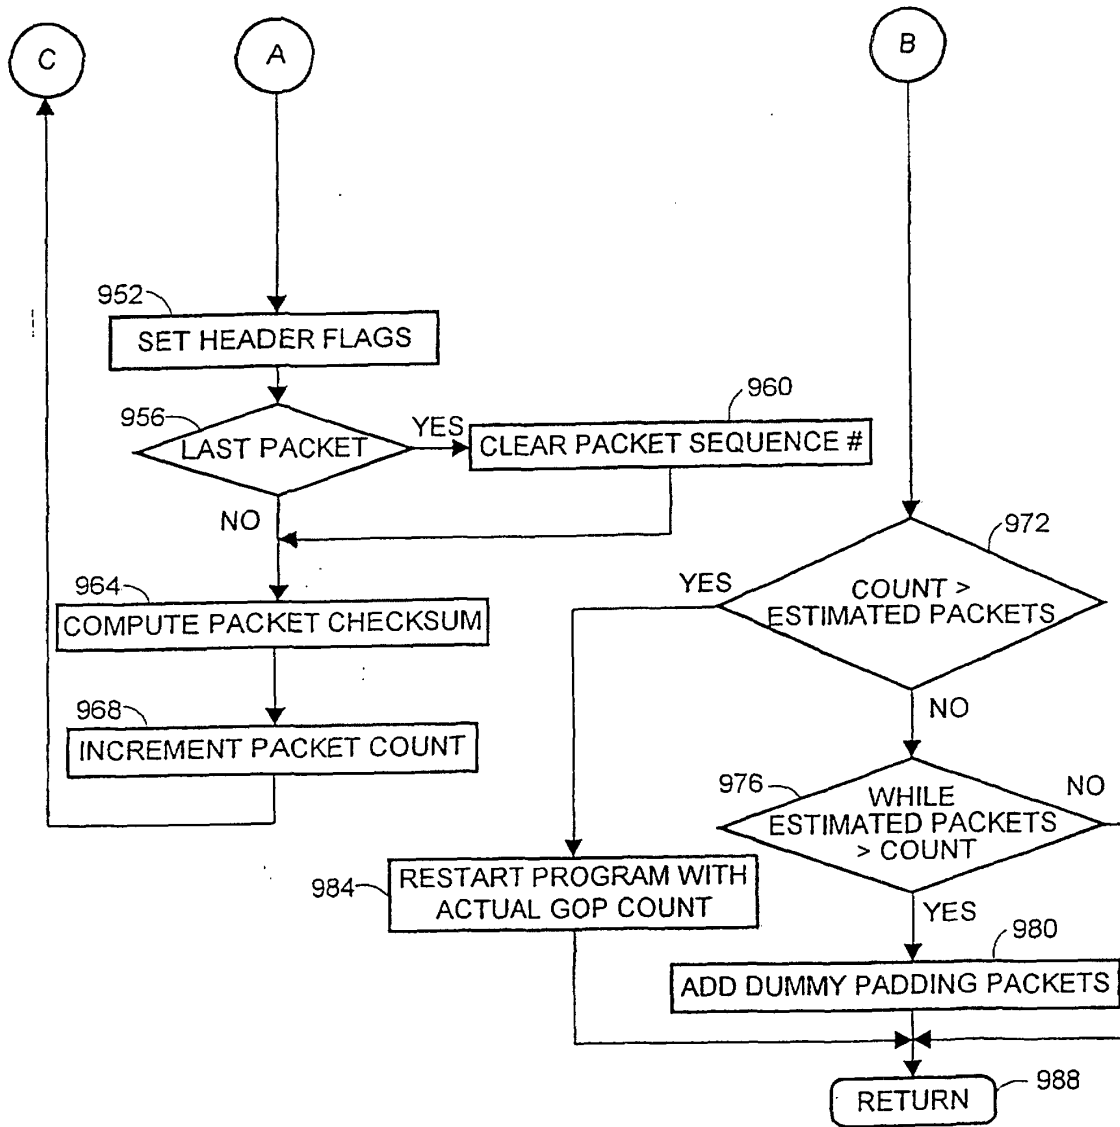 C
A
B
952
SET HEADER FLAGS
956
LAST PACKET
YES
960
CLEAR PACKET SEQUENCE #
NO
964
COMPUTE PACKET CHECKSUM
968
INCREMENT PACKET COUNT
972
YES
COUNT >
ESTIMATED PACKETS
NO
976
WHILE
ESTIMATED PACKETS
> COUNT
NO
984
RESTART PROGRAM WITH
ACTUAL GOP COUNT
YES
980
ADD DUMMY PADDING PACKETS
RETURN
988